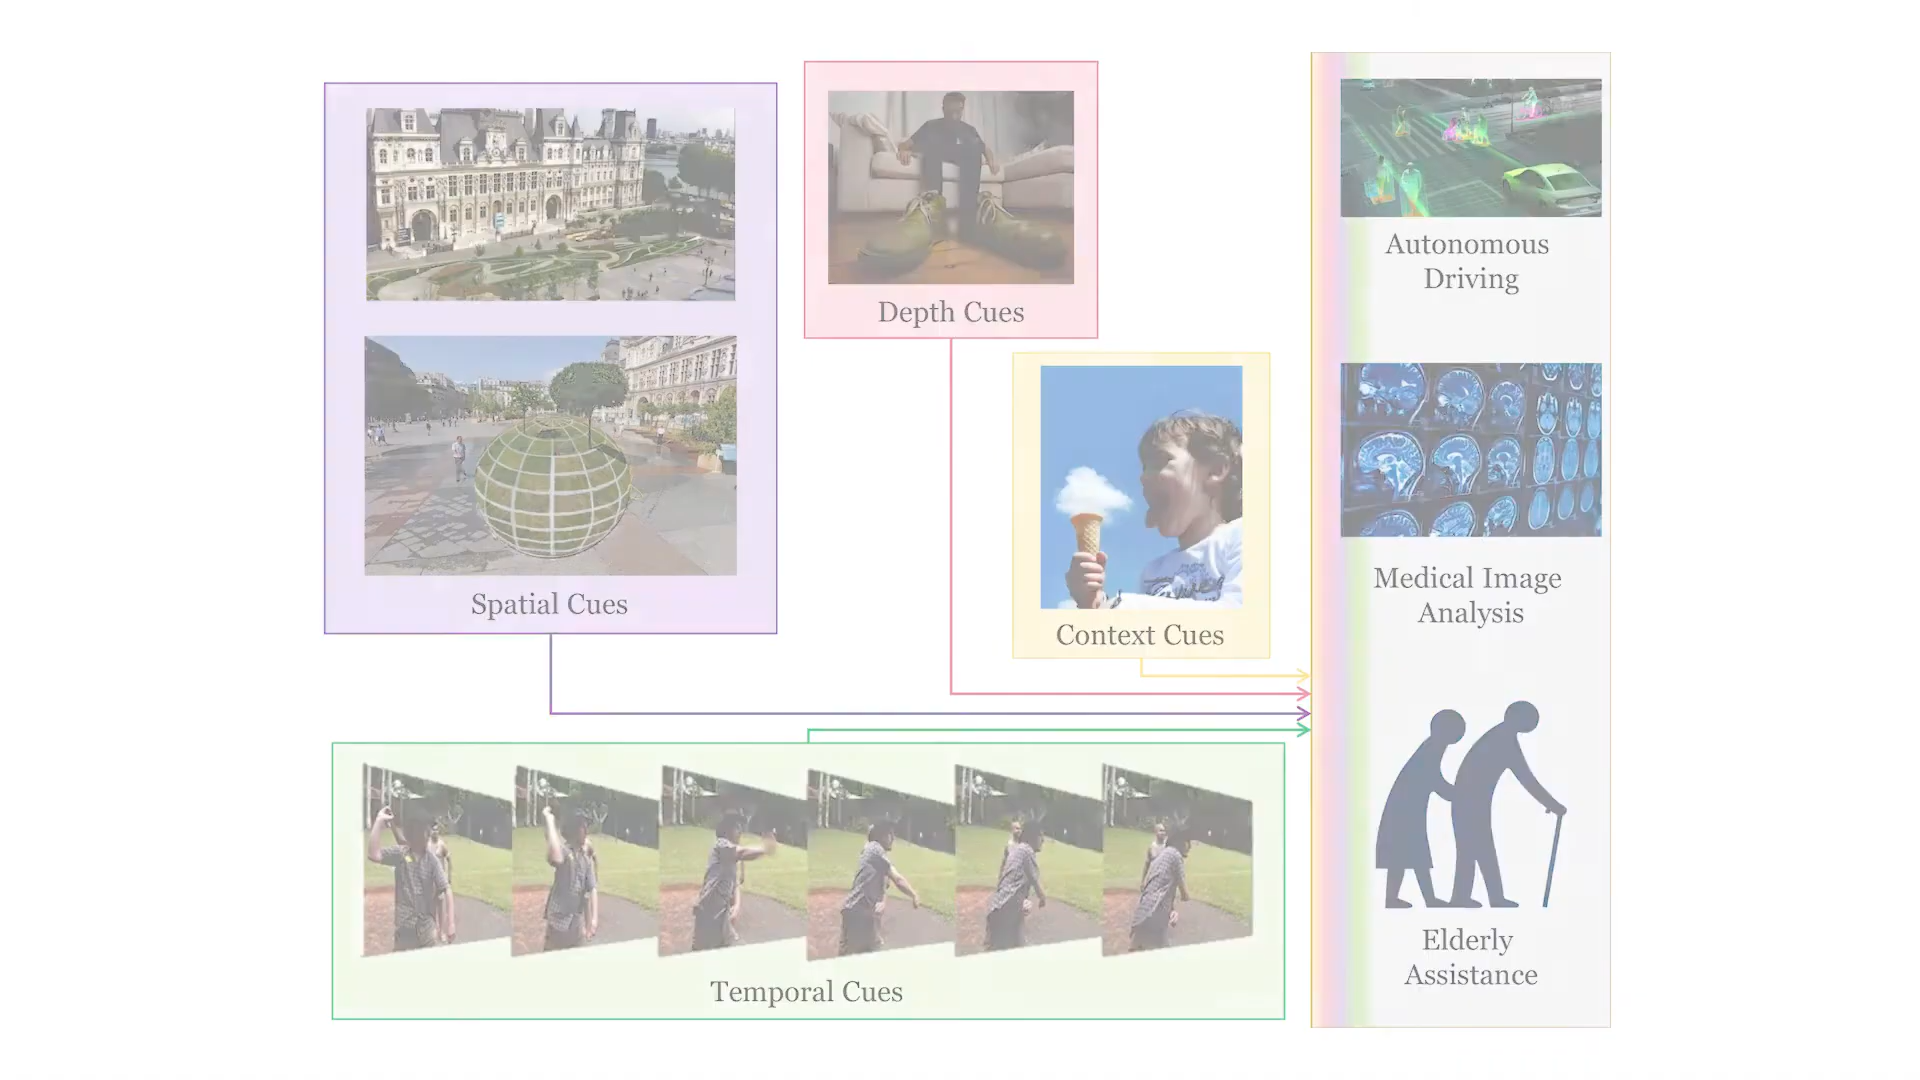 Spatial Cues
Depth Cues
Context Cues
Temporal Cues
Autonomous
Driving
Medical Image
Analysis
Elderly
Assistance